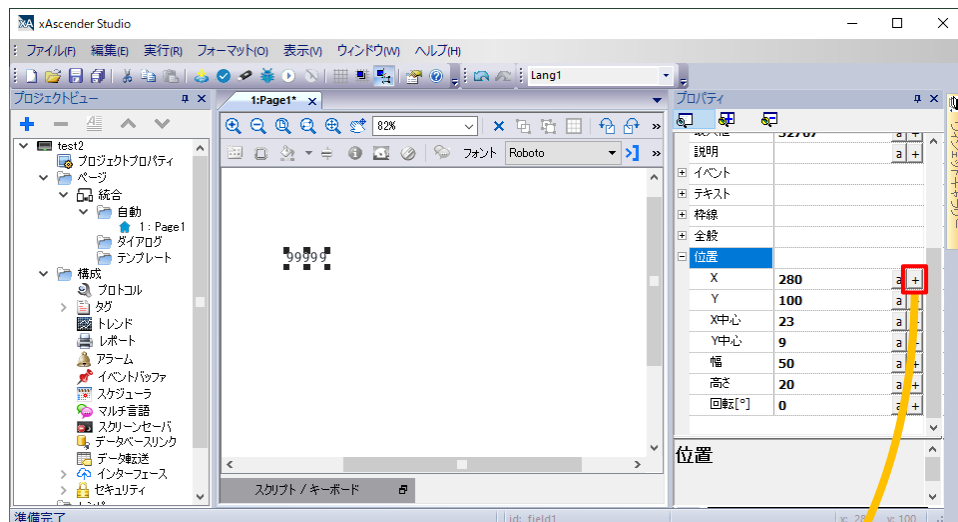 xA xAscender Studio
ファイル(F) 編集(E) 実行(R) フォーマット(O) 表示(V) ウィンドウ(W) ヘルプ(H)
Lang1
プロジェクトビュー
1:Page1*
プロパティ
82%
フォント Roboto
test2
プロジェクトプロパティ
ページ
統合
自動
1: Page1
ダイアログ
テンプレート
構成
プロトコル
タグ
トレンド
レポート
アラーム
イベントバッファ
スケジューラ
マルチ言語
スクリーンセーバ
データベースリンク
データ転送
インターフェース
セキュリティ
99999
スクリプト / キーボード
最大値 32767 a +
説明 a +
イベント
テキスト
枠線
全般
位置
X 280 a +
Y 100 a
X中心 23 a
Y中心 9 a
幅 50 a +
高さ 20 a +
回転[°] 0 a +
位置
準備完了
id: field1
x: 28 y: 100